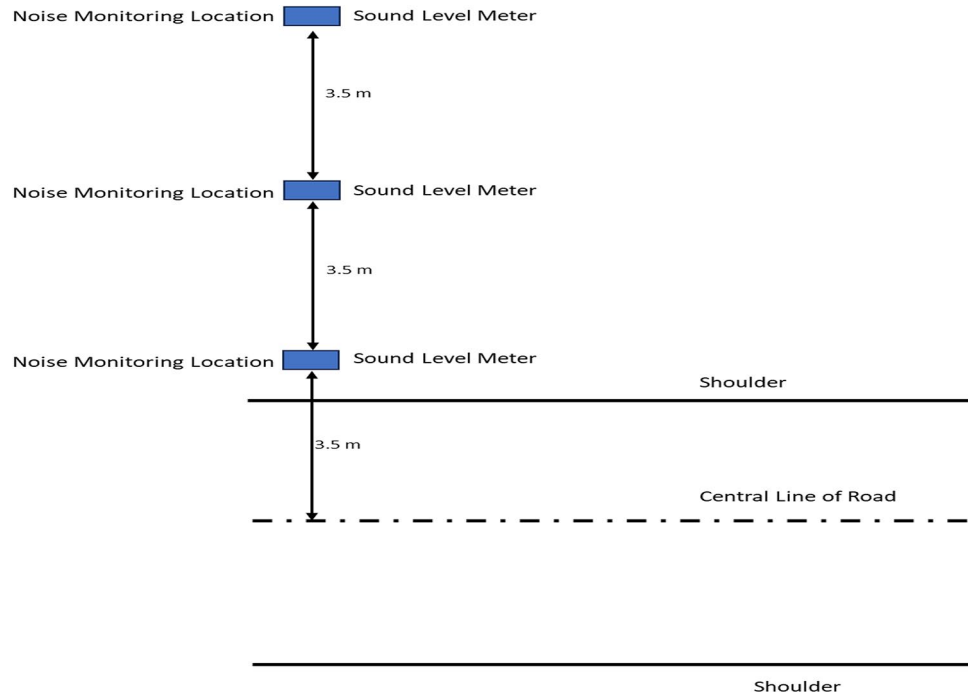 Noise Monitoring Location Sound Level Meter
3.5 m
Noise Monitoring Location Sound Level Meter
3.5 m
Noise Monitoring Location Sound Level Meter
Shoulder
3.5 m
Central Line of Road
Shoulder